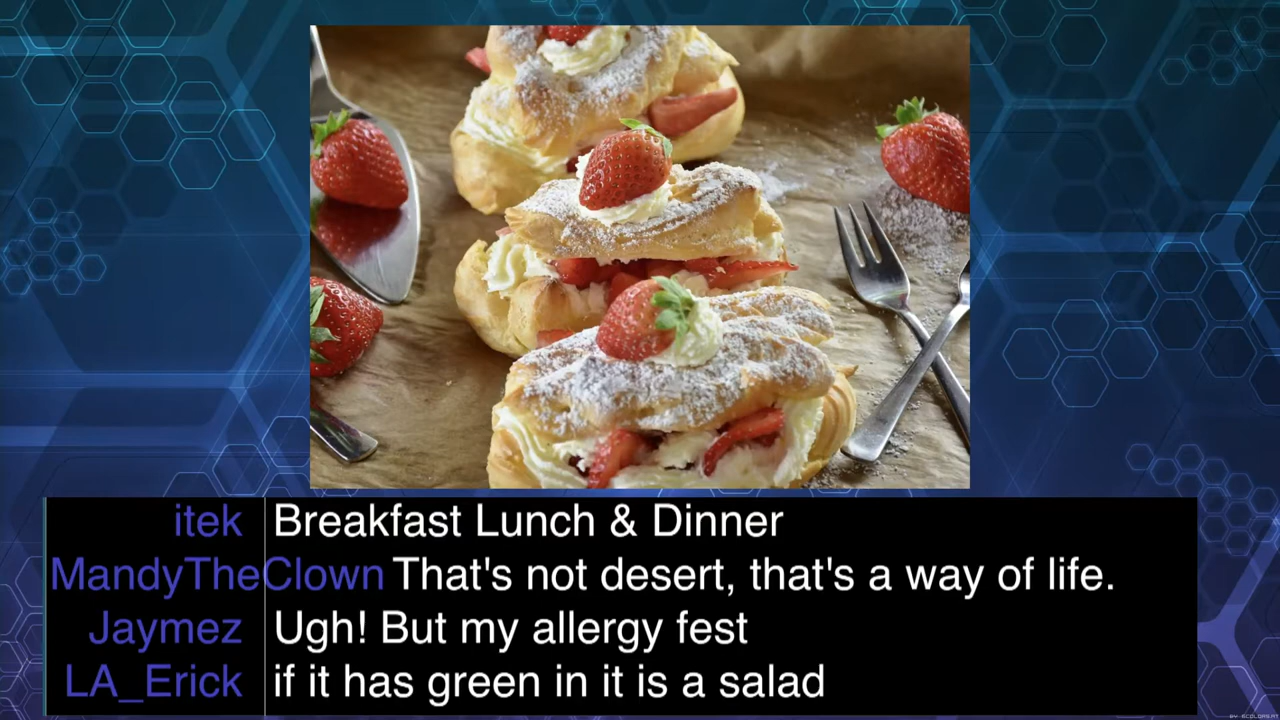 itek Breakfast Lunch & Dinner
MandyTheClown That's not desert, that's a way of life.
Jaymez Ugh! But my allergy fest
LA_Erick if it has green in it is a salad